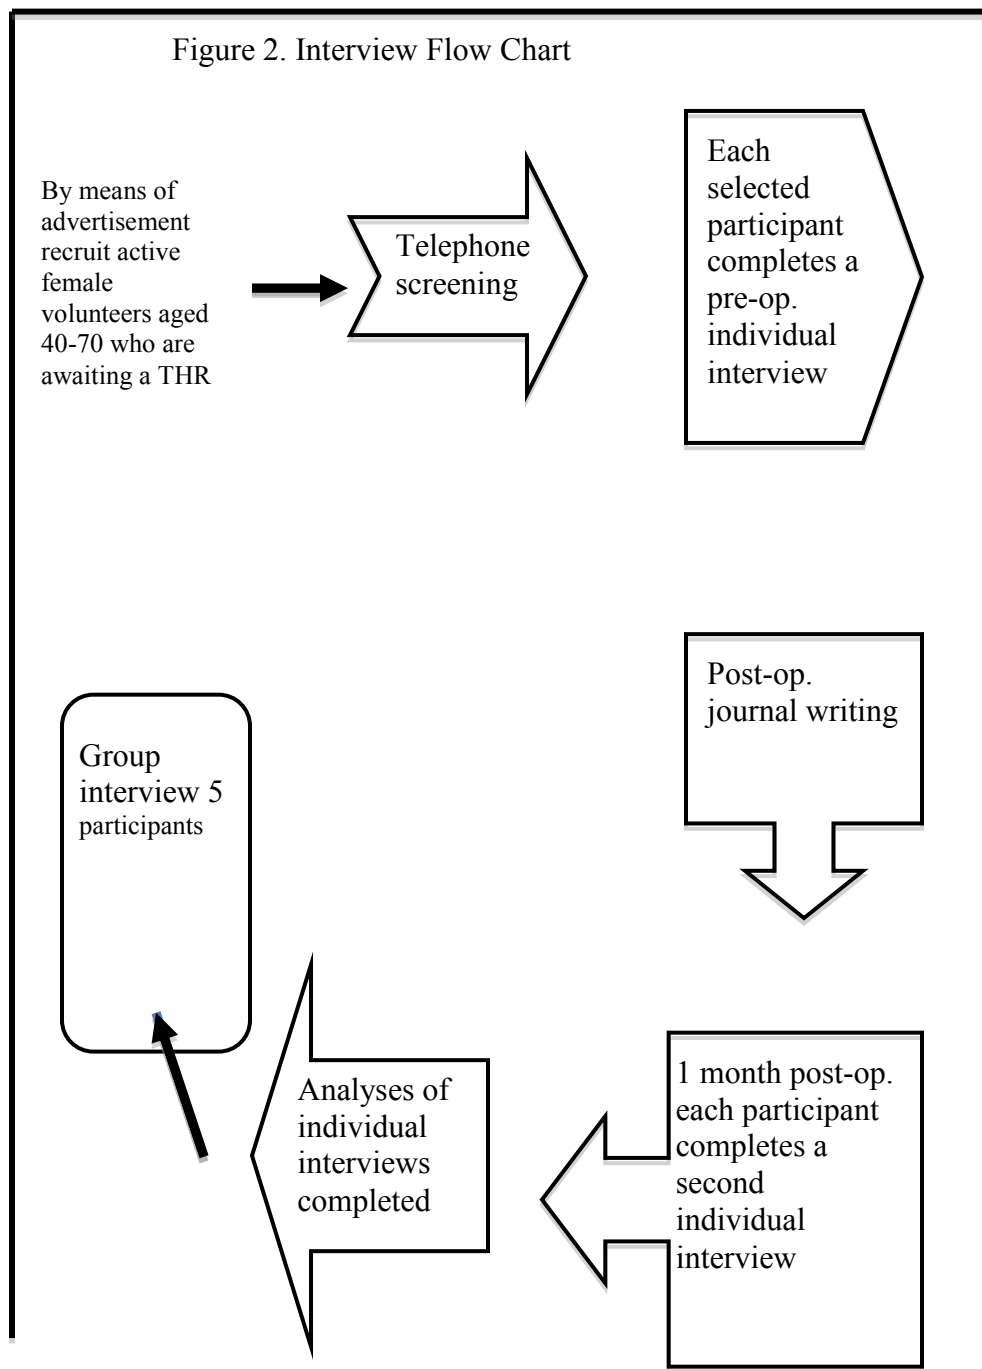 Figure 2. Interview Flow Chart
By means of
advertisement
recruit active
female
volunteers aged
40-70 who are
awaiting a THR
Telephone
screening
Each
selected
participant
completes a
pre-op.
individual
interview
Post-op.
journal writing
1 month post-op.
each participant
completes a
second
individual
interview
Analyses of
individual
interviews
completed
Group
interview 5
participants